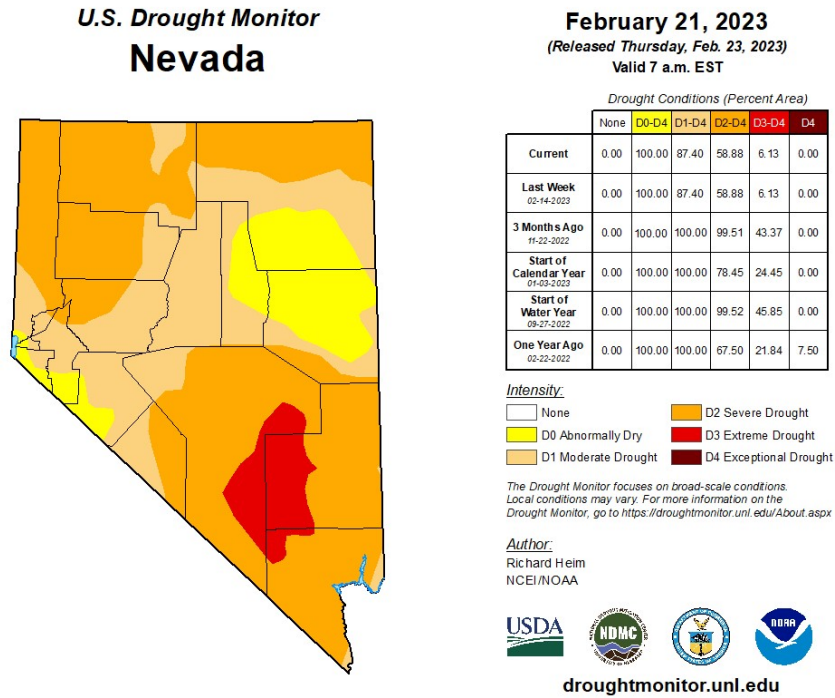 U.S. Drought Monitor
Nevada
February 21, 2023
(Released Thursday, Feb. 23, 2023)
Valid 7 a.m. EST
Drought Conditions (Percent Area)
None D0-D4 D1-D4 D2-D4 D3-D4 D4
Current 0.00 100.00 87.40 58.88 6.13 0.00
Last Week
02-14-2023
0.00 100.00 87.40 58.88 6.13 0.00
3 Months Ago
11-22-2022
0.00 100.00 100.00 99.51 43.37 0.00
Start of
Calendar Year
01-03-2023
0.00 100.00 100.00 78.45 24.45 0.00
Start of
Water Year
09-27-2022
0.00 100.00 100.00 99.52 45.85 0.00
One Year Ago
02-22-2022
0.00 100.00 100.00 67.50 21.84 7.50
Intensity:
None
D0 Abnormally Dry
D1 Moderate Drought
D2 Severe Drought
D3 Extreme Drought
D4 Exceptional Drought
The Drought Monitor focuses on broad-scale conditions.
Local conditions may vary. For more information on the
Drought Monitor, go to https://droughtmonitor.unl.edu/About.aspx
Author:
Richard Heim
NCEI/NOAA
USDA
NDMC
NOAA
droughtmonitor.unl.edu